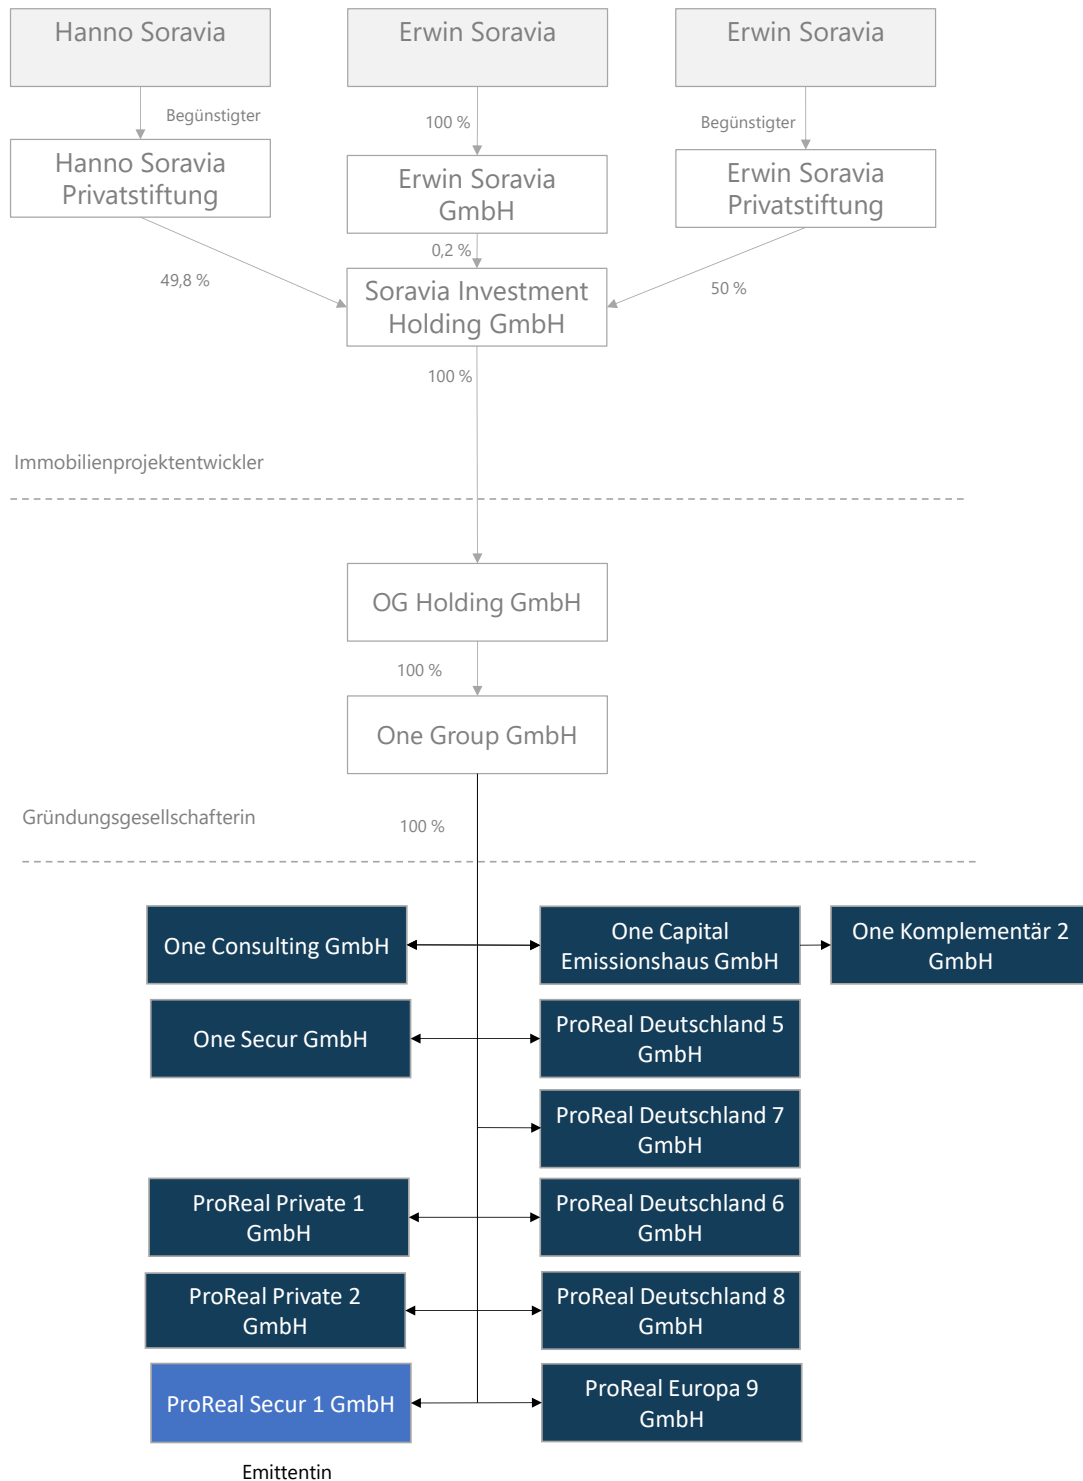 Hanno Soravia
Erwin Soravia
Erwin Soravia
Begünstigter
100 %
Begünstigter
Hanno Soravia
Privatstiftung
Erwin Soravia
GmbH
Erwin Soravia
Privatstiftung
0,2 %
49,8 %
50 %
Soravia Investment
Holding GmbH
100 %
Immobilienprojektentwickler
OG Holding GmbH
100 %
One Group GmbH
Gründungsgesellschafterin
100 %
One Consulting GmbH
One Capital
Emissionshaus GmbH
One Komplementär 2
GmbH
One Secur GmbH
ProReal Deutschland 5
GmbH
ProReal Deutschland 7
GmbH
ProReal Private 1
GmbH
ProReal Deutschland 6
GmbH
ProReal Private 2
GmbH
ProReal Deutschland 8
GmbH
ProReal Secur 1 GmbH
ProReal Europa 9
GmbH
Emittentin